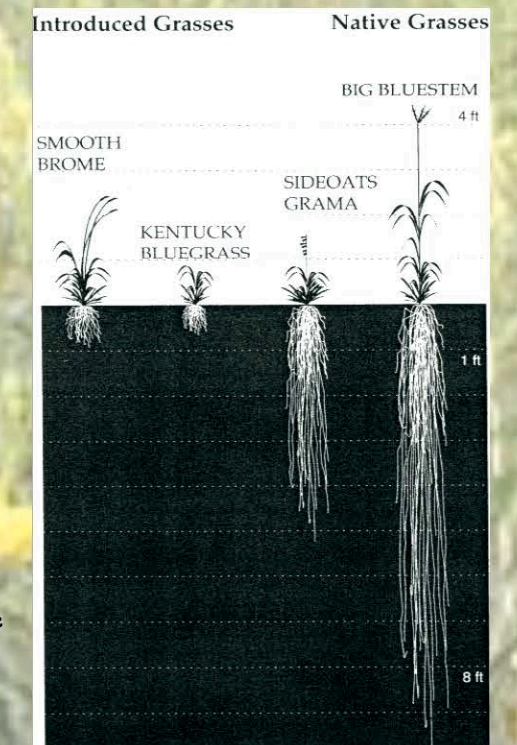 Introduced Grasses
Native Grasses
BIG BLUESTEM
4 ft
SMOOTH
BROME
SIDEOATS
GRAMA
KENTUCKY
BLUEGRASS
1 ft
8 ft